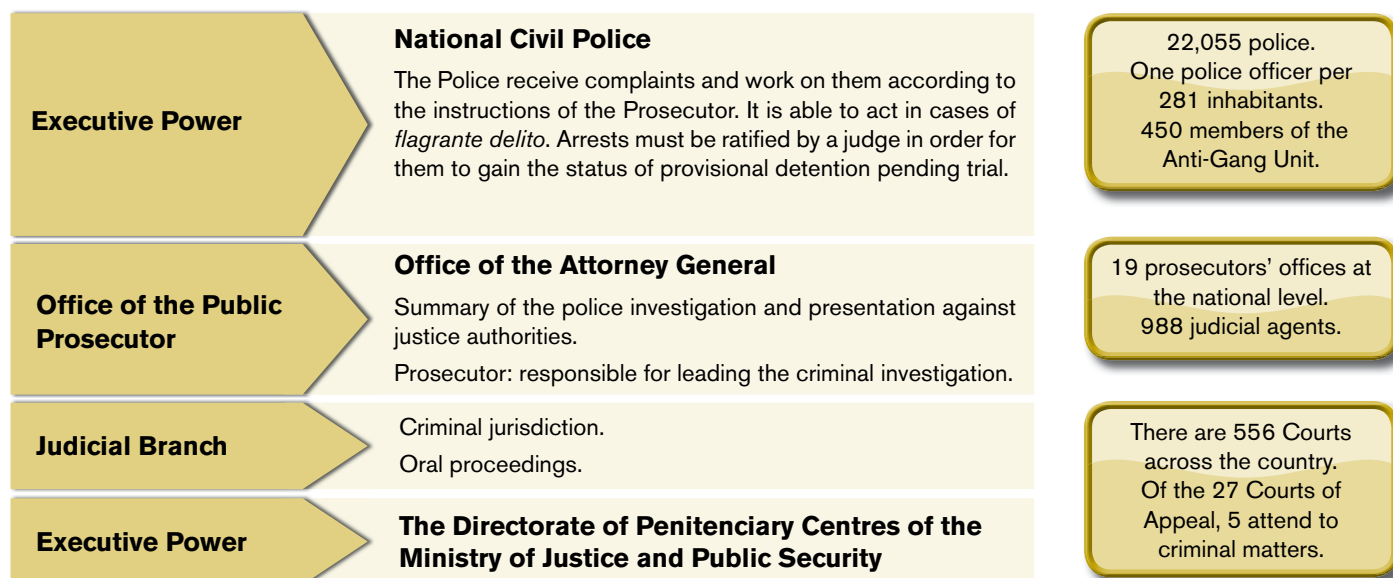 Executive Power
National Civil Police
The Police receive complaints and work on them according to
the instructions of the Prosecutor. It is able to act in cases of
flagrante delito. Arrests must be ratified by a judge in order for
them to gain the status of provisional detention pending trial.
22,055 police.
One police officer per
281 inhabitants.
450 members of the
Anti-Gang Unit.
Office of the Public
Prosecutor
Office of the Attorney General
Summary of the police investigation and presentation against
justice authorities.
Prosecutor: responsible for leading the criminal investigation.
19 prosecutors' offices at
the national level.
988 judicial agents.
Judicial Branch
Criminal jurisdiction.
Oral proceedings.
There are 556 Courts
across the country.
Of the 27 Courts of
Appeal, 5 attend to
criminal matters.
Executive Power
The Directorate of Penitenciary Centres of the
Ministry of Justice and Public Security